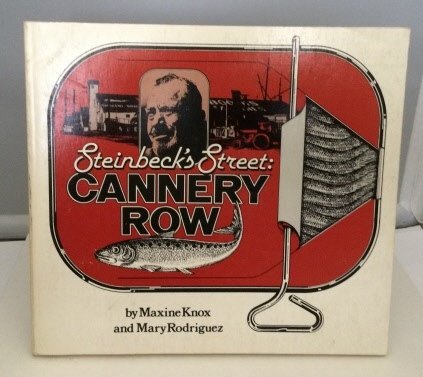 Steinbeck's Street:
CANNERY
ROW
by Maxine Knox
and Mary Rodriguez